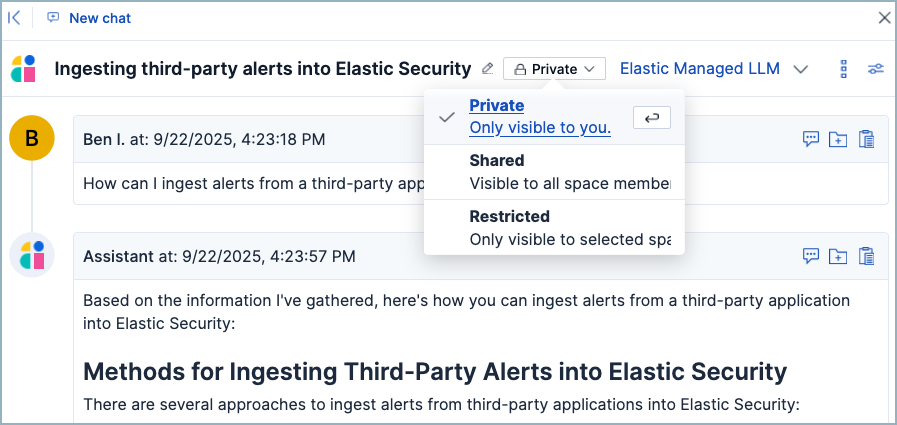 New chat
Ingesting third-party alerts into Elastic Security Private Elastic Managed LLM
Private
Only visible to you.
Shared
Visible to all space
Restricted
Only visible to selected
B
Ben I. at: 9/22/2025, 4:23:18 PM
How can I ingest alerts from a third-party
Assistant at: 9/22/2025, 4:23:57 PM
Based on the information I've gathered, here's how you can ingest alerts from a third-party application
into Elastic Security:
Methods for Ingesting Third-Party Alerts into Elastic Security
There are several approaches to ingest alerts from third-party applications into Elastic Security: